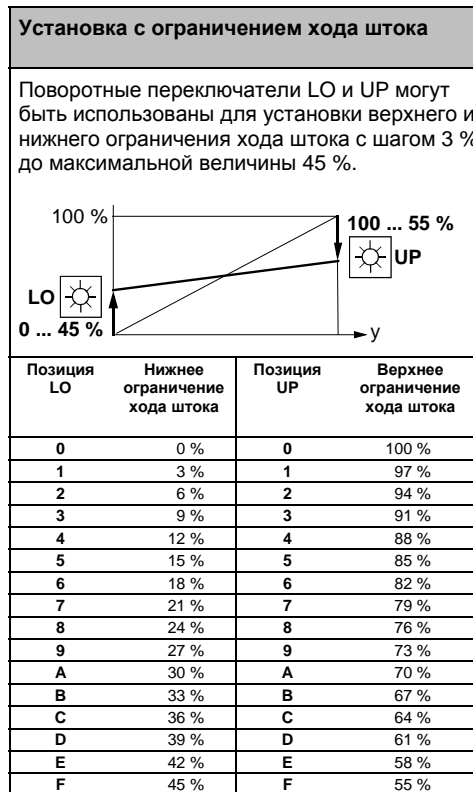 Установка с ограничением хода штока
Поворотные переключатели LO и UP могут
быть использованы для установки верхнего и
нижнего ограничения хода штока с шагом 3 %
до максимальной величины 45 %.
100 %
100 ... 55 %
UP
LO
0 ... 45 %
y
Позиция LO Нижнее ограничение хода штока Позиция UP Верхнее ограничение хода штока
0 0 % 0 100 %
1 3 % 1 97 %
2 6 % 2 94 %
3 9 % 3 91 %
4 12 % 4 88 %
5 15 % 5 85 %
6 18 % 6 82 %
7 21 % 7 79 %
8 24 % 8 76 %
9 27 % 9 73 %
A 30 % A 70 %
B 33 % B 67 %
C 36 % C 64 %
D 39 % D 61 %
E 42 % E 58 %
F 45 % F 55 %